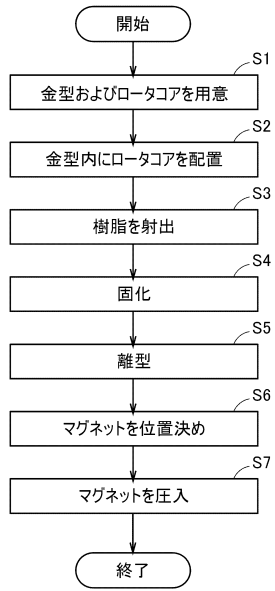 開始
S1
金型およびロータコアを用意
S2
金型内にロータコアを配置
S3
樹脂を射出
S4
固化
S5
離型
S6
マグネットを位置決め
S7
マグネットを圧入
終了